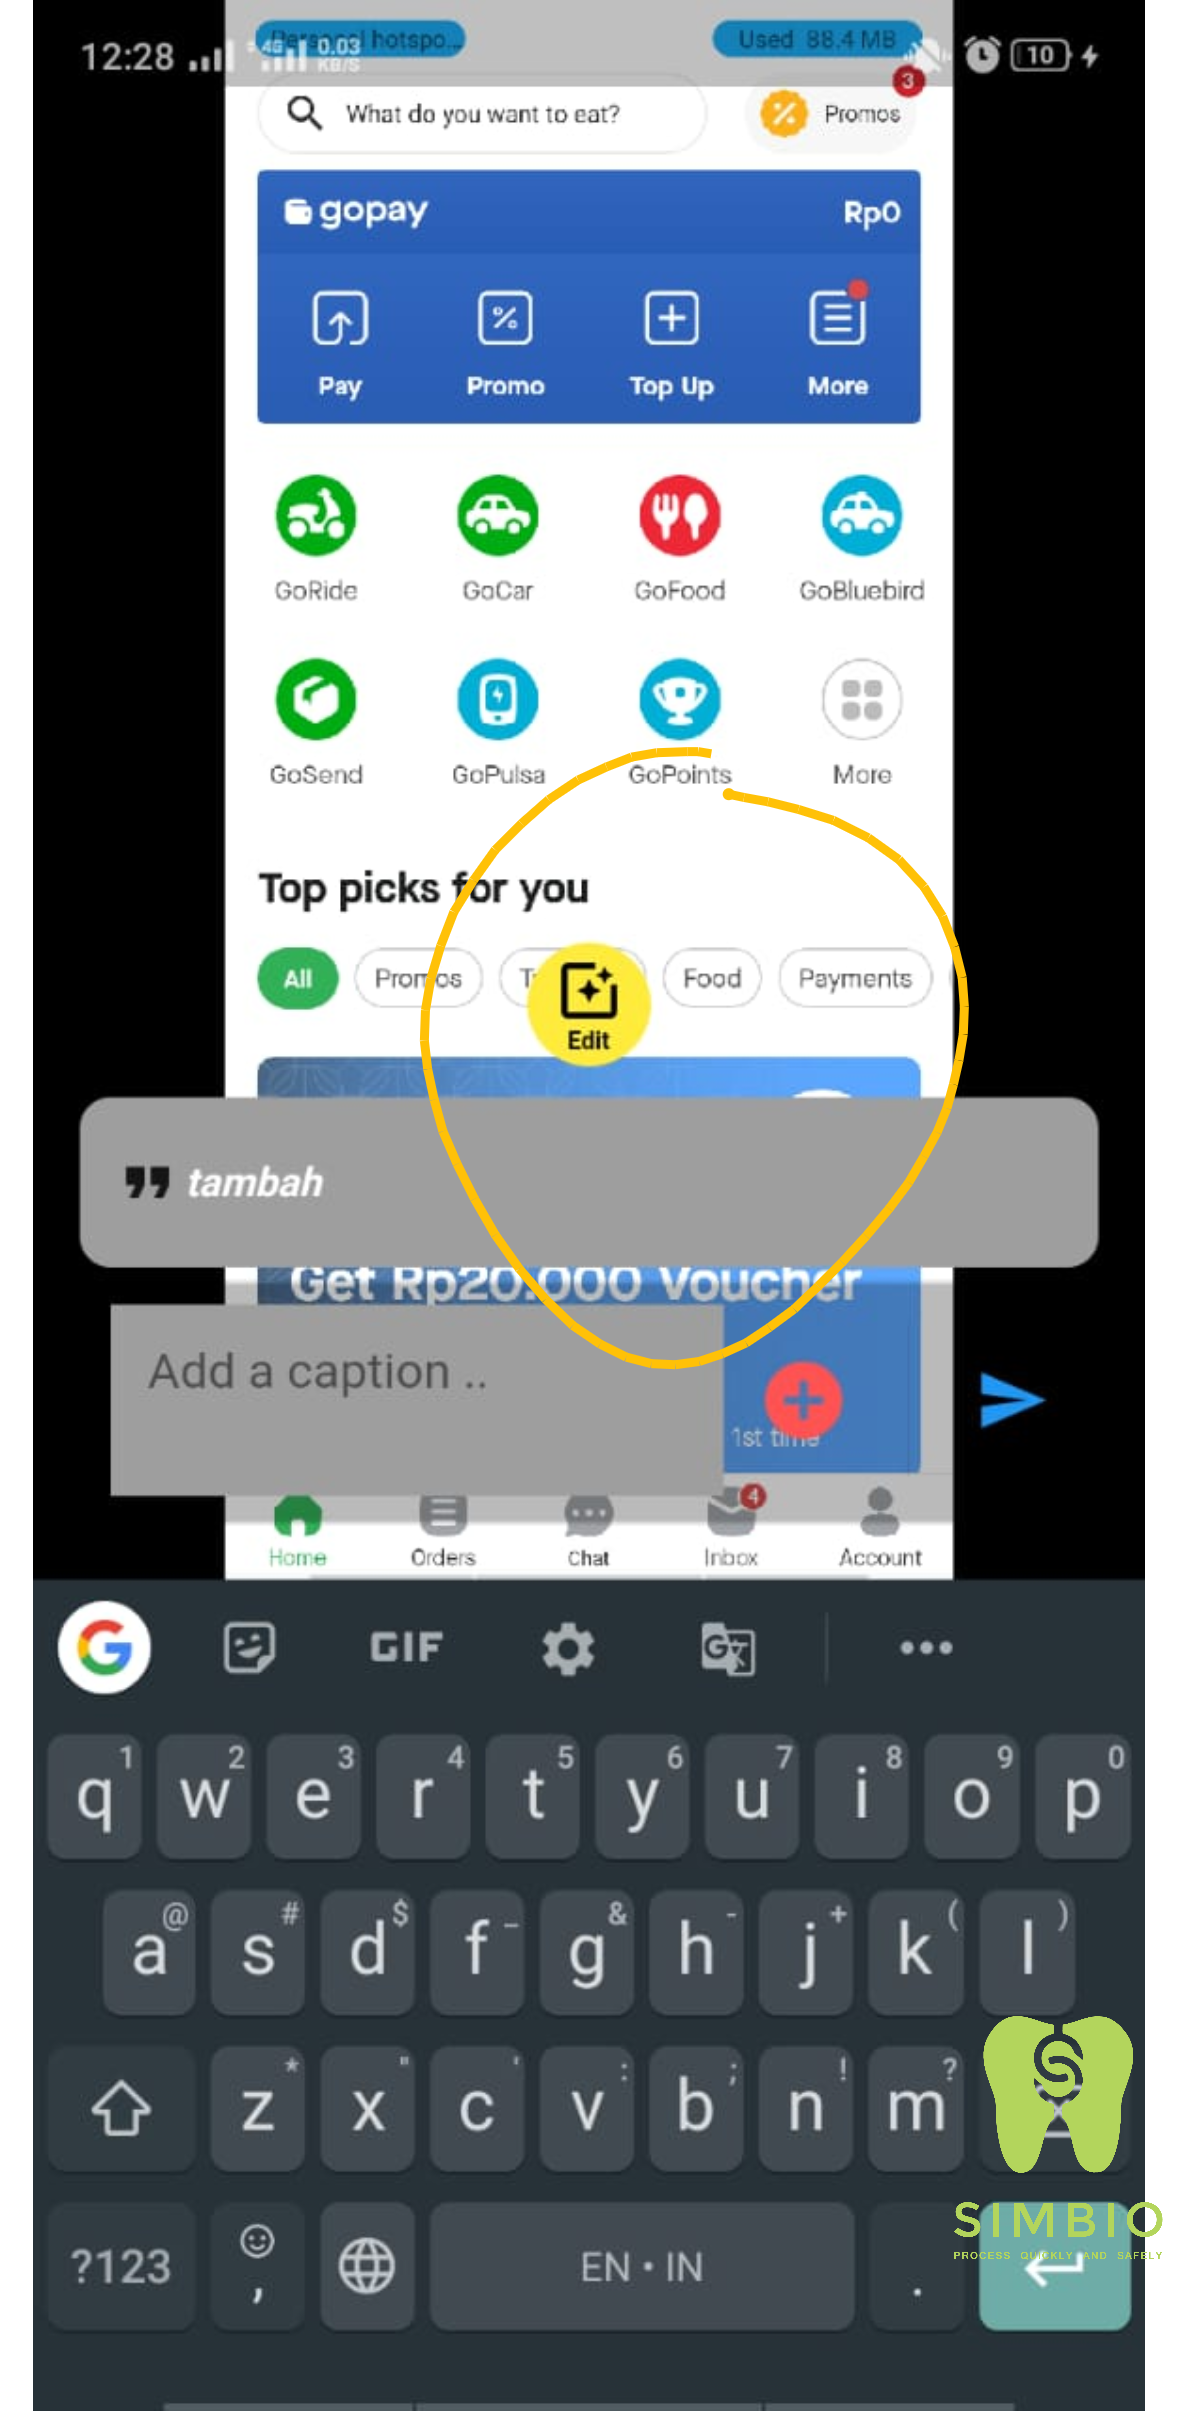 Personal hotspo...
Used 88.4 MB
12:28
4G
0.03
KB/S
10
3
What do you want to eat?
Promos
gopay
Rp0
Pay
Promo
Top Up
More
GoRide
GoCar
GoFood
GoBluebird
GoSend
GoPulsa
GoPoints
More
Top picks for you
All
Promos
Food
Payments
Edit
tambah
Get Rp20.000 Voucher
Add a caption ..
1st time
4
Home
Orders
Chat
Inbox
Account
G
GIF
G文
1 2 3 4 5 6 7 8 9 0
q w e r t y u i o p
@ # $ _ & - + ( )
a s d f g h j k l
* " ' : ; ! ?
z x c v b n m
?123
,
EN • IN
.
SIMBIO
PROCESS QUICKLY AND SAFELY